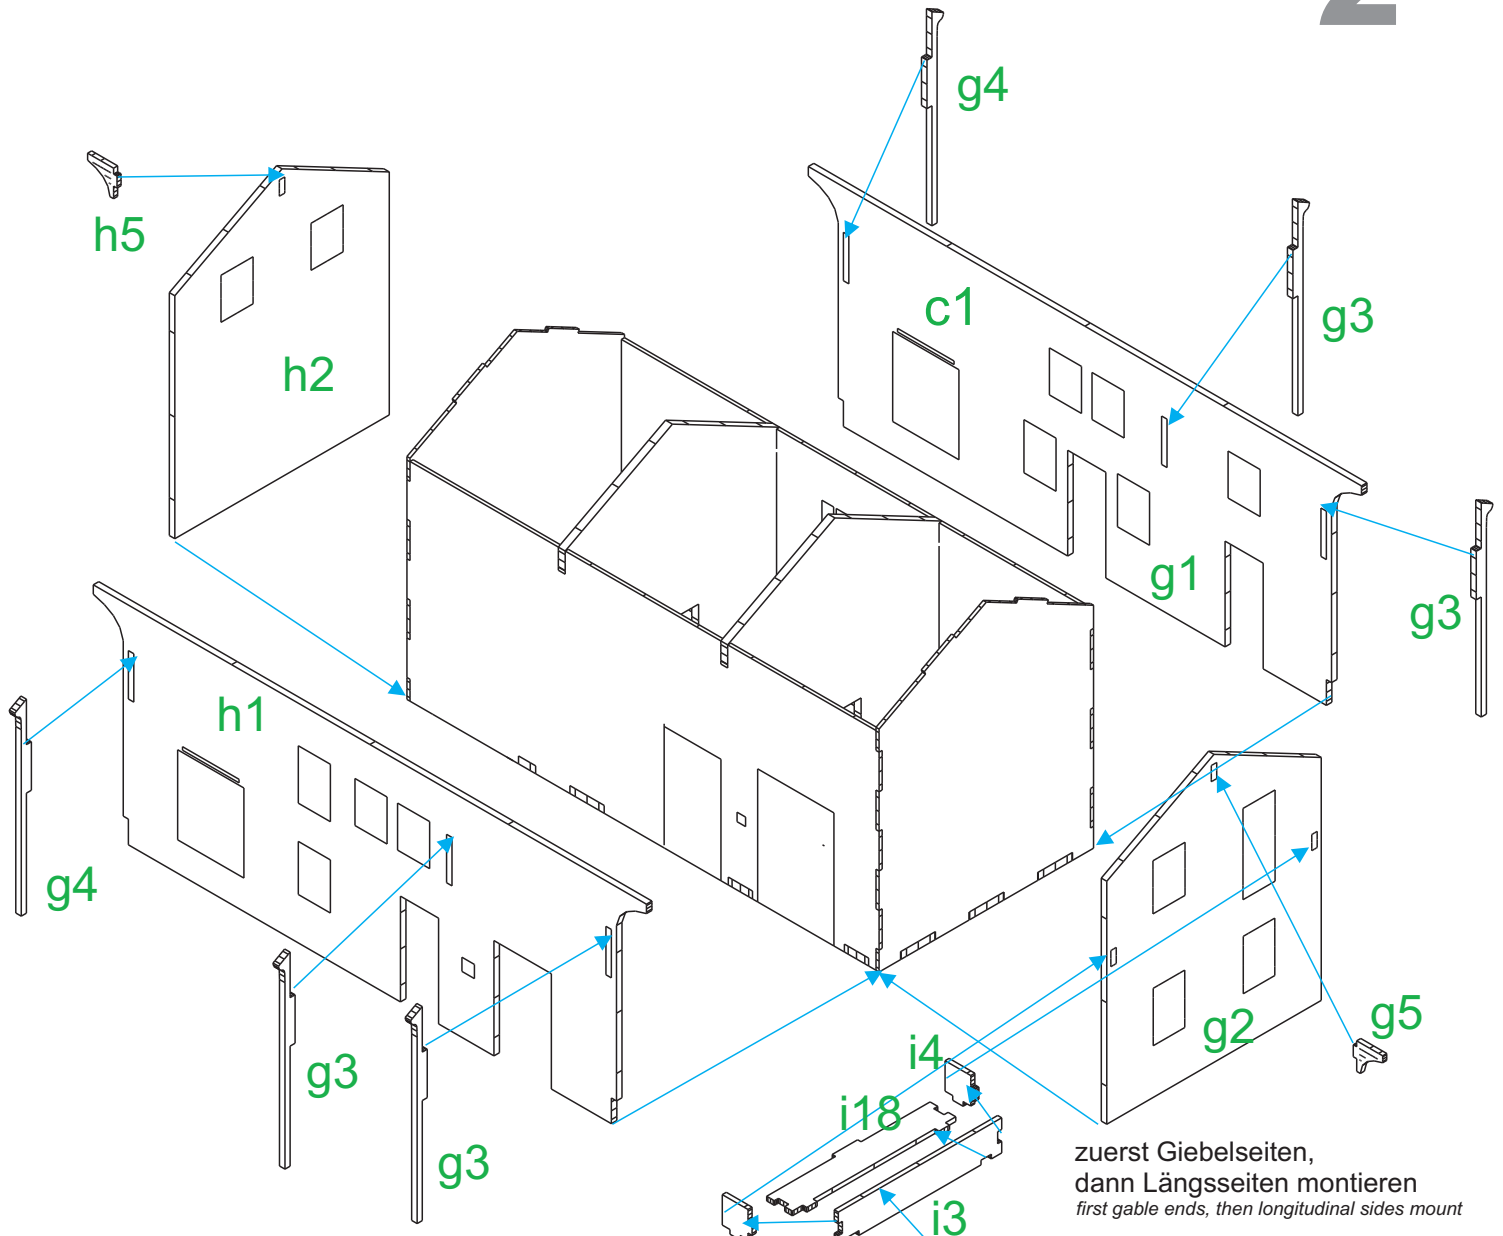 2
g4
h5
c1
g3
h2
g1
g3
h1
g4
g3
g3
i4
g2
g5
i18
i3
zuerst Giebelseiten,
dann Längsseiten montieren
first gable ends, then longitudinal sides mount